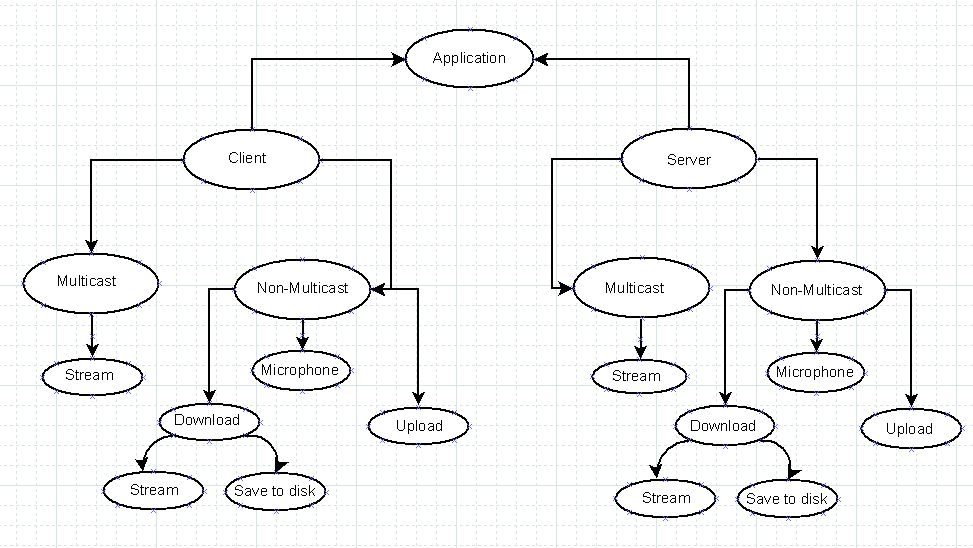 Application
Client
Server
Multicast
Non-Multicast
Multicast
Non-Multicast
Stream
Microphone
Stream
Microphone
Download
Upload
Download
Upload
Stream
Save to disk
Stream
Save to disk